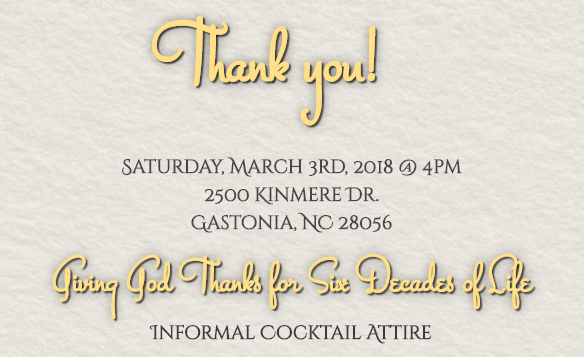 Thank you!
Saturday, March 3rd, 2018 @ 4PM
2500 Kinmere Dr.
Gastonia, NC 28056
Giving God Thanks for Six Decades of Life
Informal Cocktail Attire